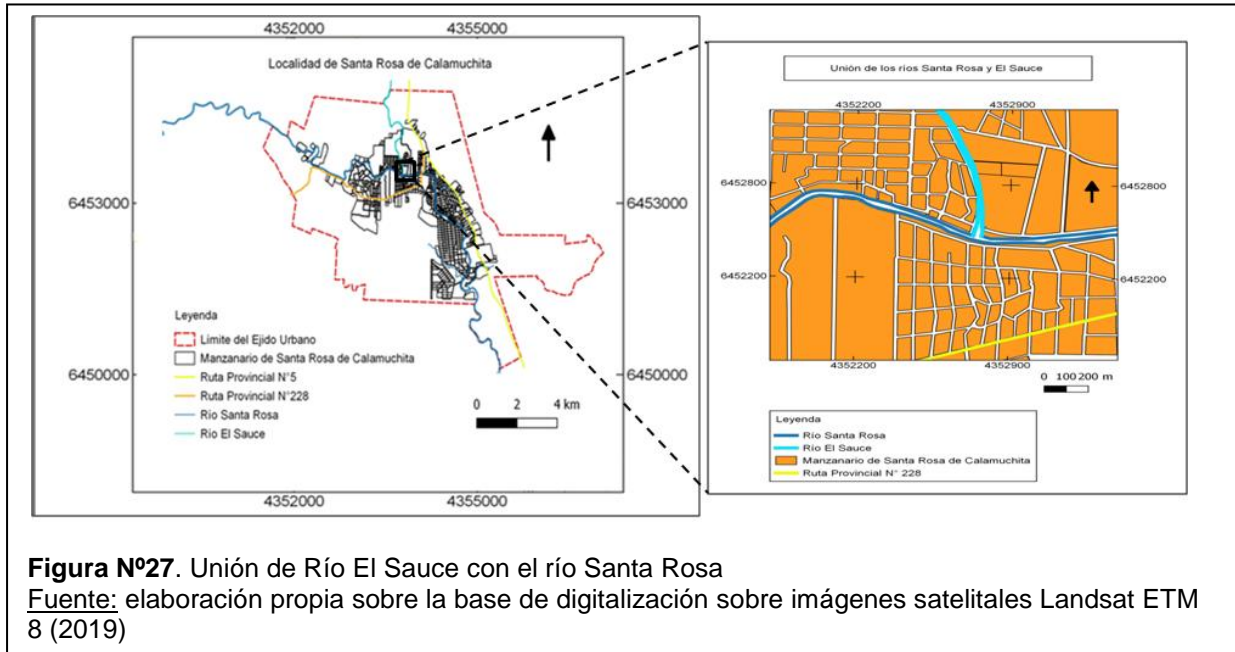 4352000 4355000
Localidad de Santa Rosa de Calamuchita
6453000 6453000
Leyenda
Límite del Ejido Urbano
Manzanario de Santa Rosa de Calamuchita
Ruta Provincial N°5
Ruta Provincial N°228
Río Santa Rosa
Río El Sauce
6450000 6450000
0 2 4 km
4352000 4355000
Unión de los ríos Santa Rosa y El Sauce
4352200 4352900
6452800 6452800
6452200 6452200
4352200 4352900
0 100 200 m
Leyenda
Río Santa Rosa
Río El Sauce
Manzanario de Santa Rosa de Calamuchita
Ruta Provincial N° 228
Figura Nº27. Unión de Río El Sauce con el río Santa Rosa
Fuente: elaboración propia sobre la base de digitalización sobre imágenes satelitales Landsat ETM
8 (2019)